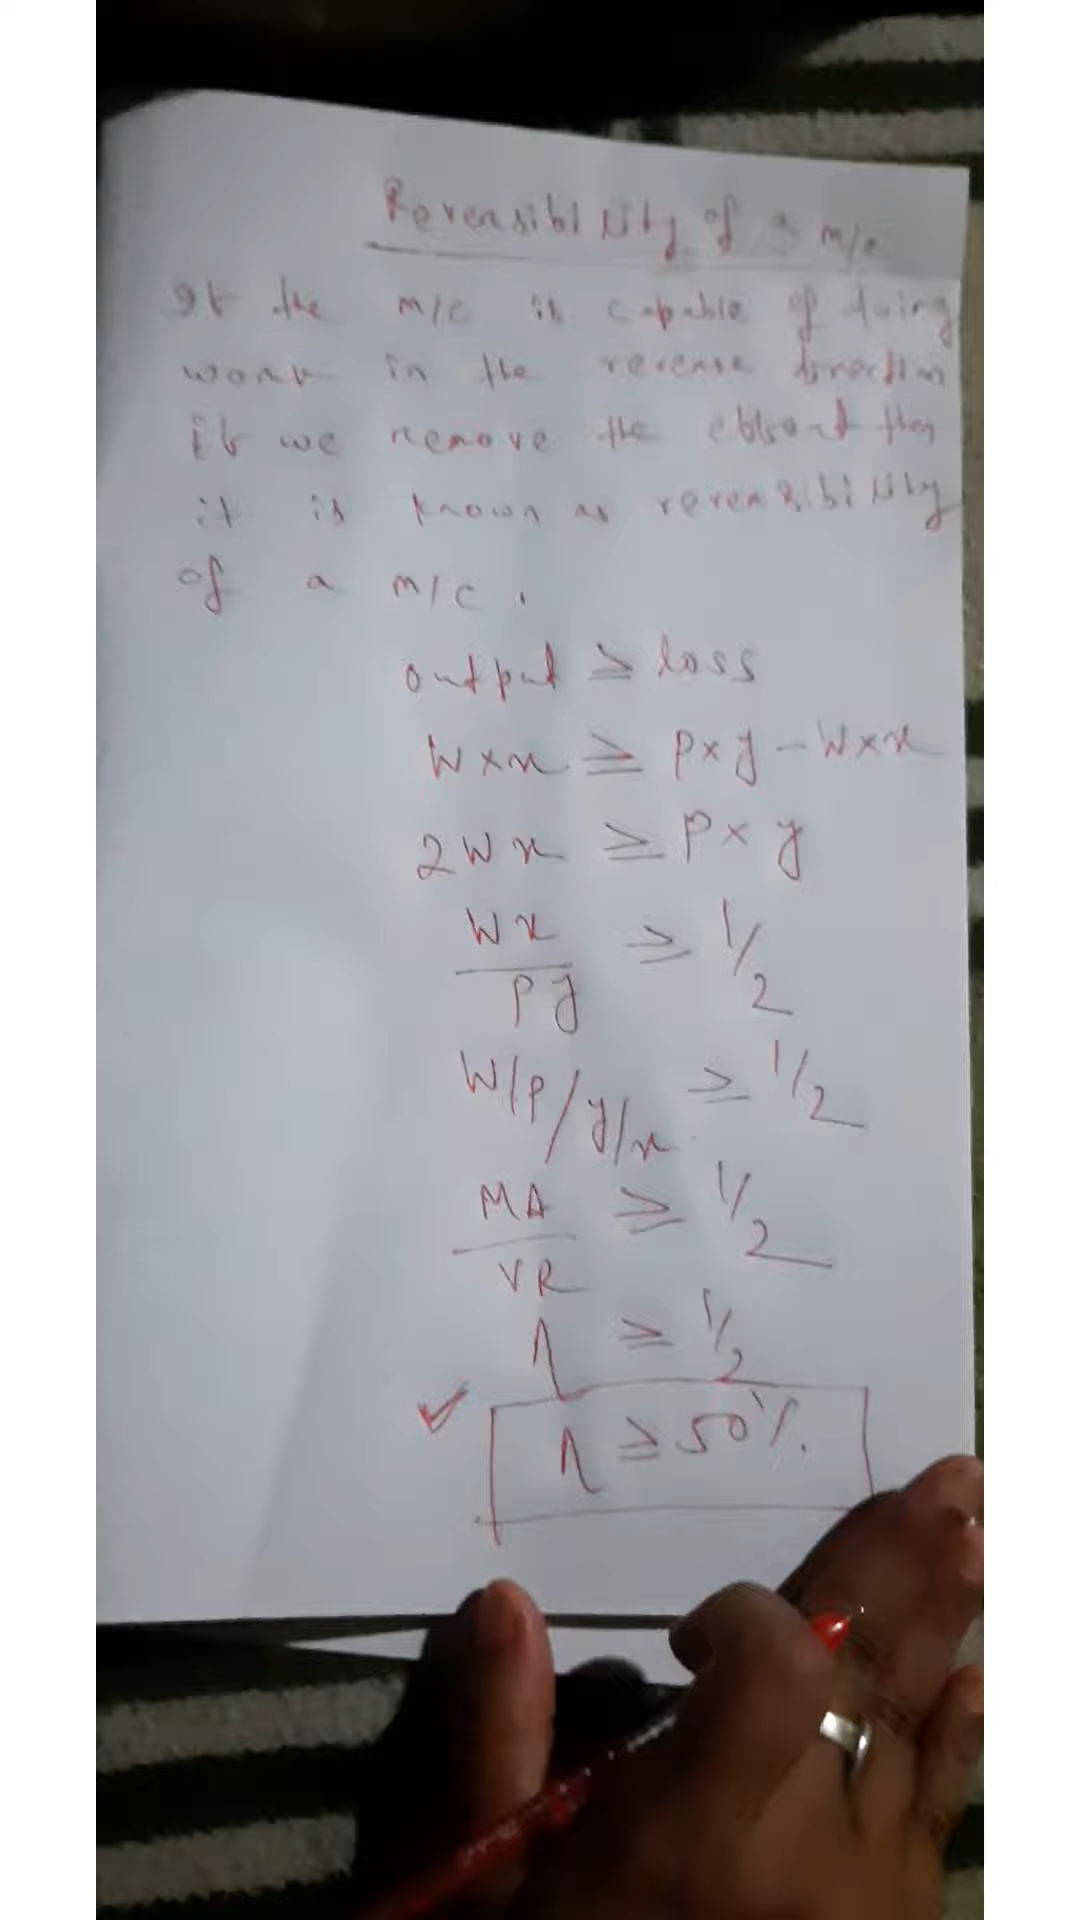 Reversibility of a m/c
If the m/c is capable of doing
work in the reverse direction
if we remove the effort then
it is known as reversibility
of a m/c.
output ≥ loss
W×x ≥ P×y - W×x
2Wx ≥ P×y
Wx/Py ≥ 1/2
W/P/y/x ≥ 1/2
MA/VR ≥ 1/2
η ≥ 1/2
η ≥ 50%.